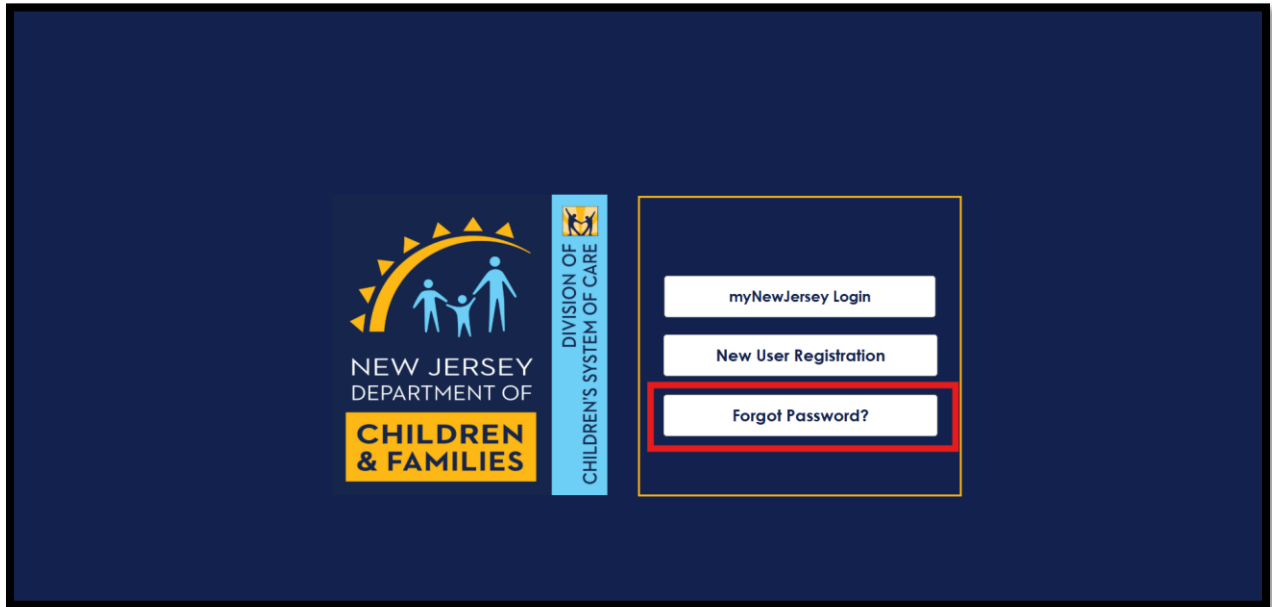 NEW JERSEY
DEPARTMENT OF
CHILDREN
& FAMILIES
DIVISION OF
CHILDREN'S SYSTEM OF CARE
myNewJersey Login
New User Registration
Forgot Password?